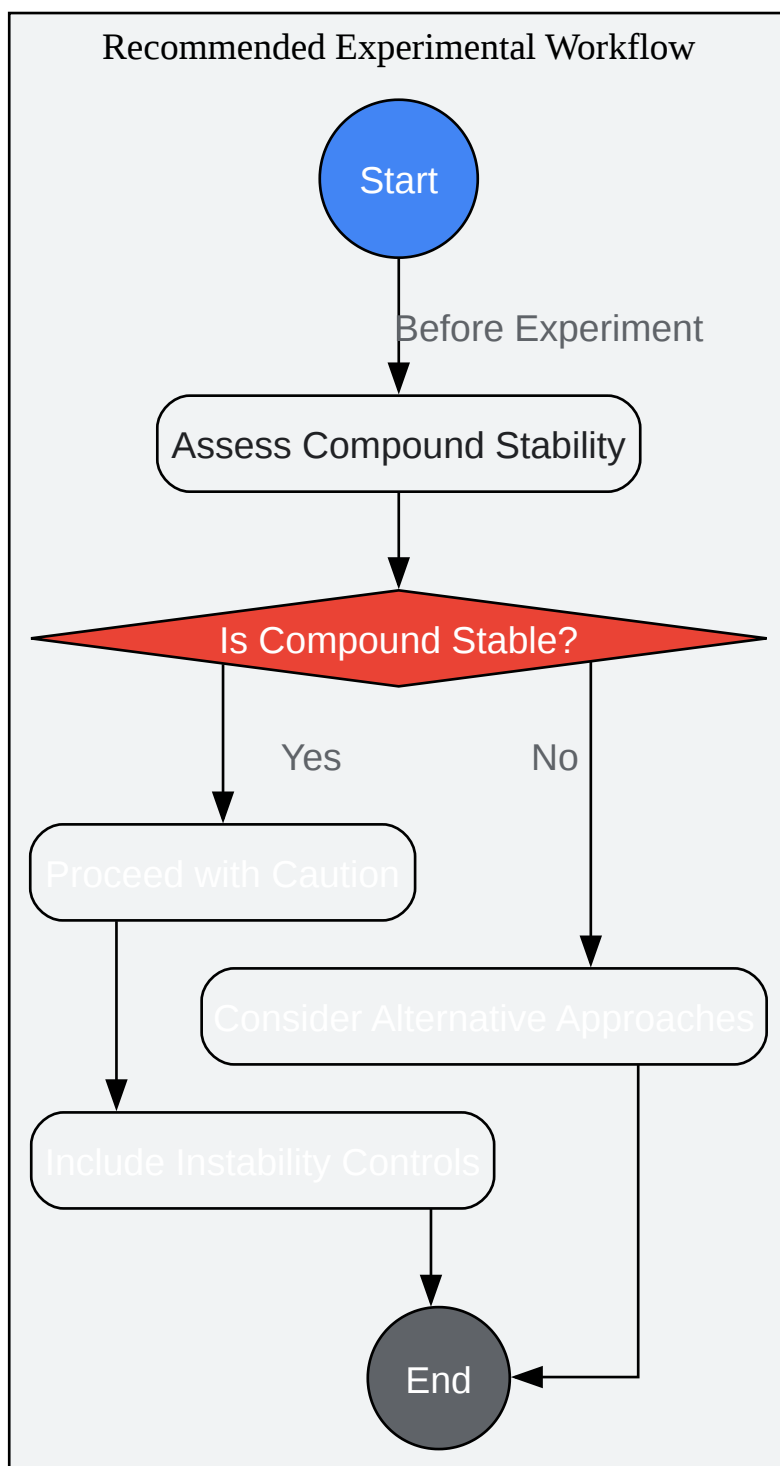 Recommended Experimental Workflow
Start
Before Experiment
Assess Compound Stability
Is Compound Stable?
Yes
No
Proceed with Caution
Consider Alternative Approaches
Include Instability Controls
End